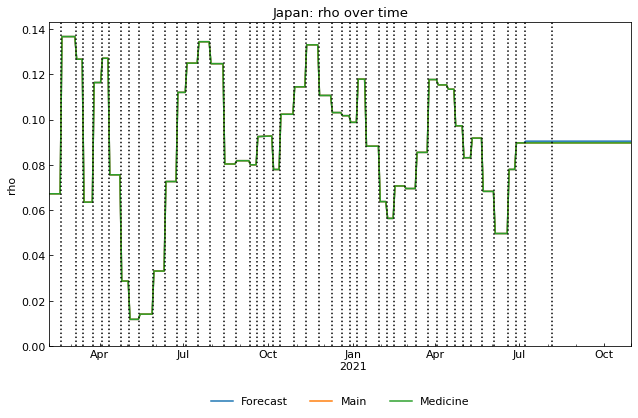 Japan: rho over time
0.14
0.12
0.10
0.08
0.06
0.04
0.02
0.00
rho
Apr Jul Oct Jan Apr Jul Oct
2021
Forecast Main Medicine